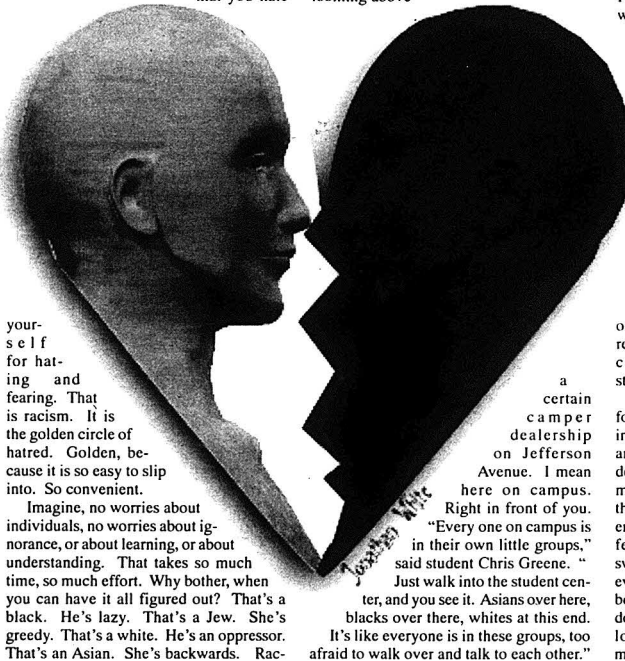 that you hate
your-
self
for hat-
ing and
fearing. That
is racism. It is
the golden circle of
hatred. Golden, be-
cause it is so easy to slip
into. So convenient.
Imagine, no worries about
individuals, no worries about ig-
norance, or about learning, or about
understanding. That takes so much
time, so much effort. Why bother, when
you can have it all figured out? That's a
black. He's lazy. That's a Jew. She's
greedy. That's a white. He's an oppressor.
That's an Asian. She's backwards. Rac-
above
a
certain
camper
dealership
on Jefferson
Avenue. I mean
here on campus.
Right in front of you.
"Every one on campus is
in their own little groups,"
said student Chris Greene. "
Just walk into the student cen-
ter, and you see it. Asians over here,
blacks over there, whites at this end.
It's like everyone is in these groups, too
afraid to walk over and talk to each other."
Jonathan White